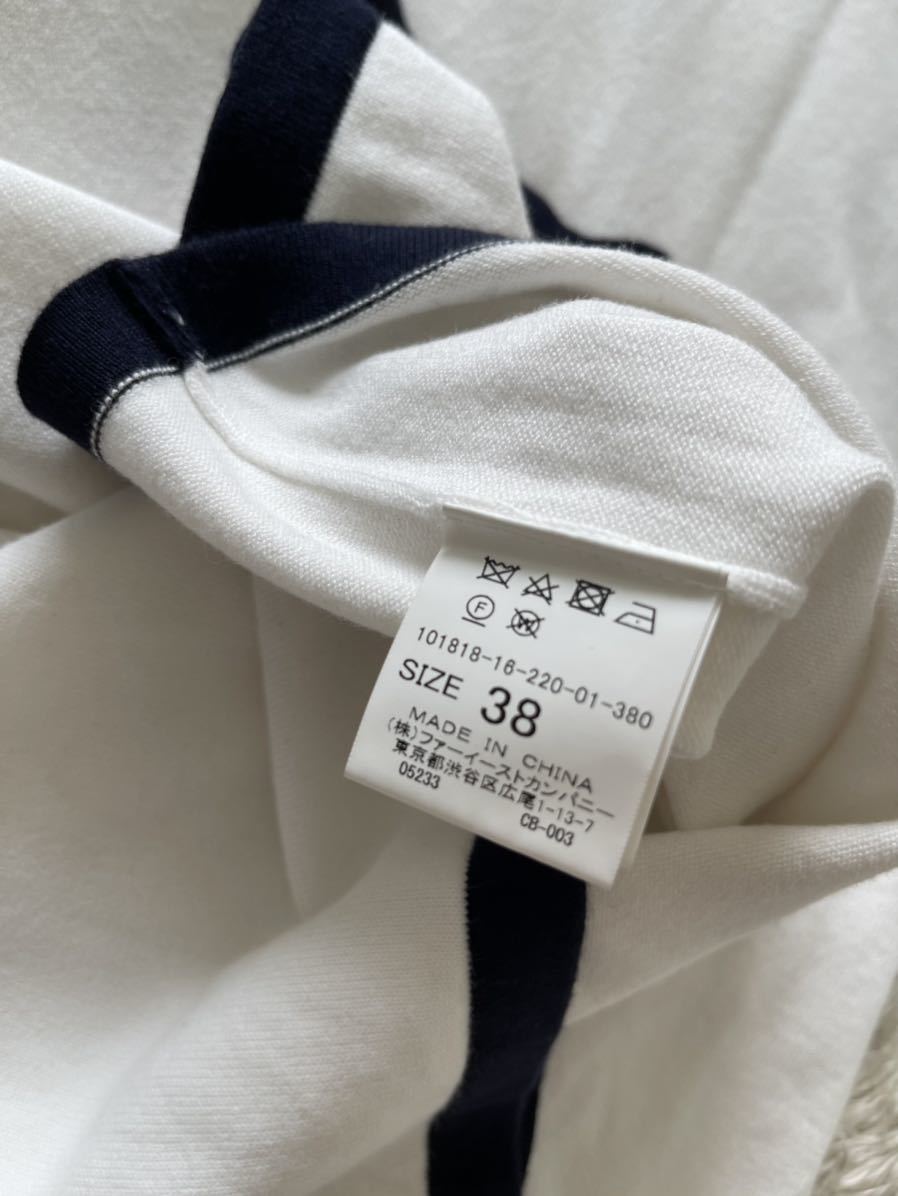 F W
101818-16-220-01-380
SIZE 38
MADE IN CHINA
(株)ファーイーストカンパニー
東京都渋谷区広尾1-13-7
05233 CB-003